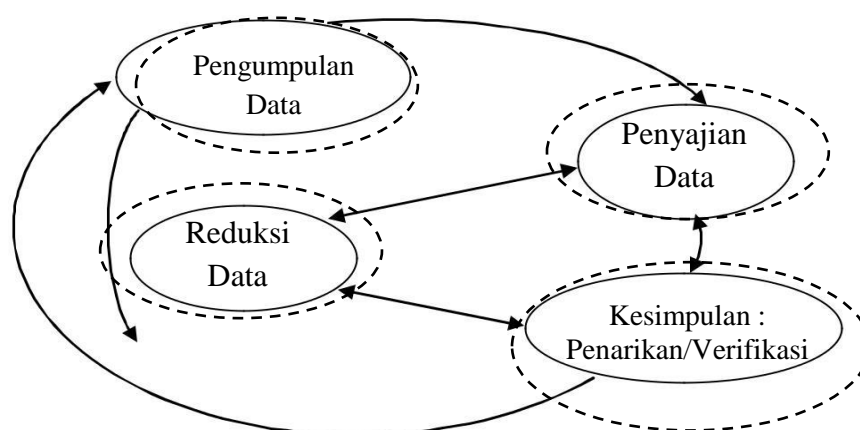 Pengumpulan
Data
Penyajian
Data
Reduksi
Data
Kesimpulan :
Penarikan/Verifikasi